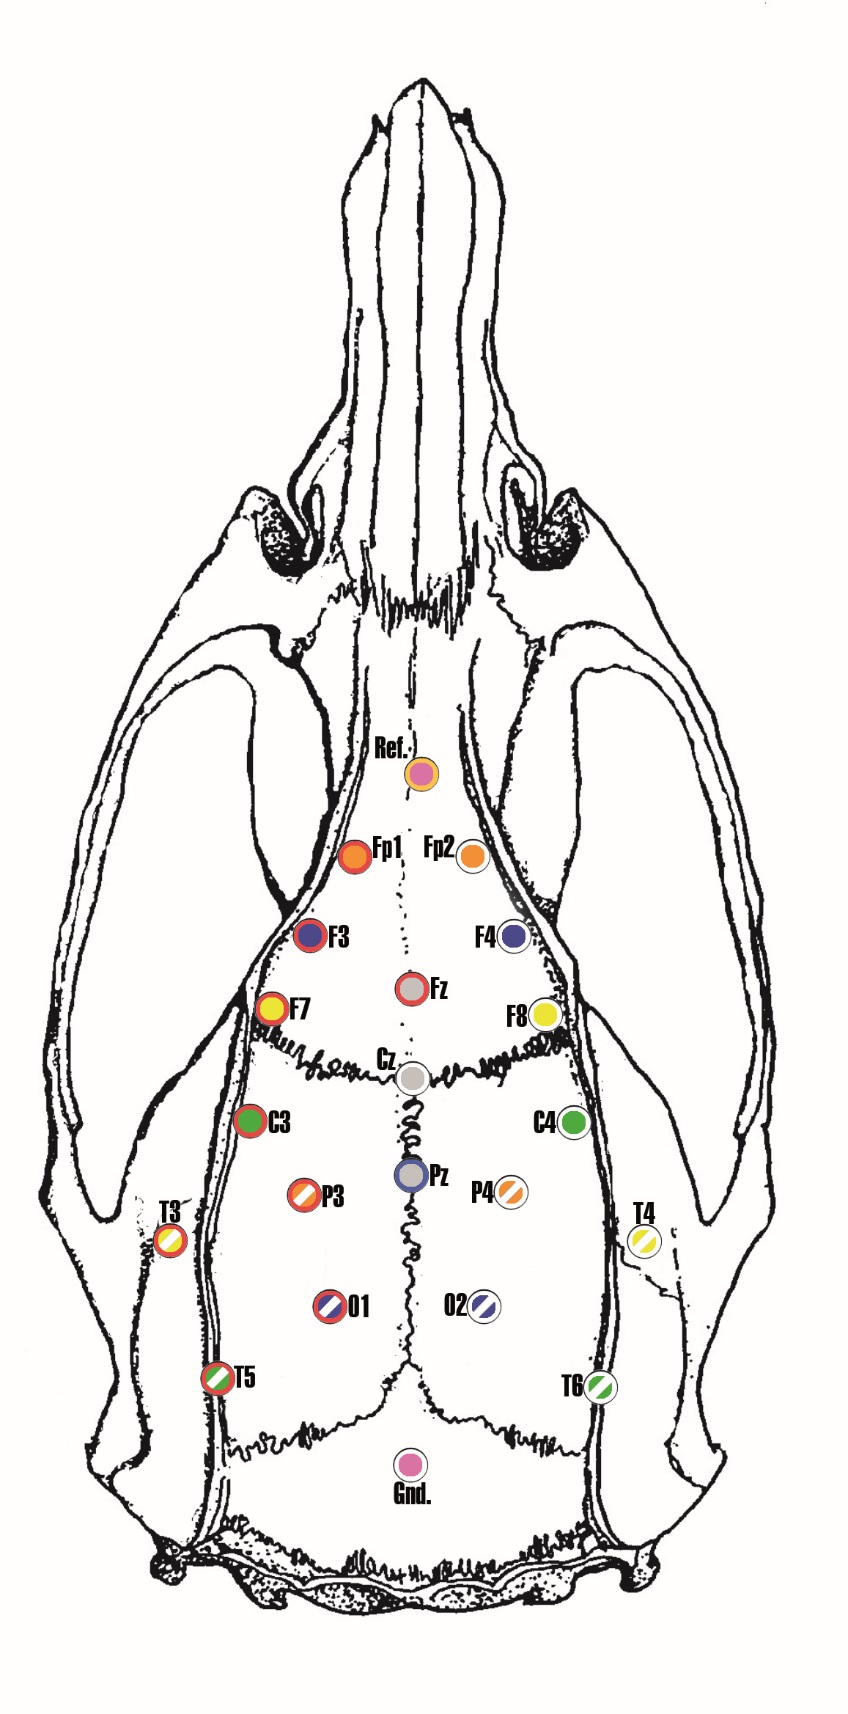 Ref.
Fp1 Fp2
F3 F4
Fz
F7 F8
Cz
C3 C4
Pz
P3 P4
T3 T4
O1 O2
T5 T6
Gnd.